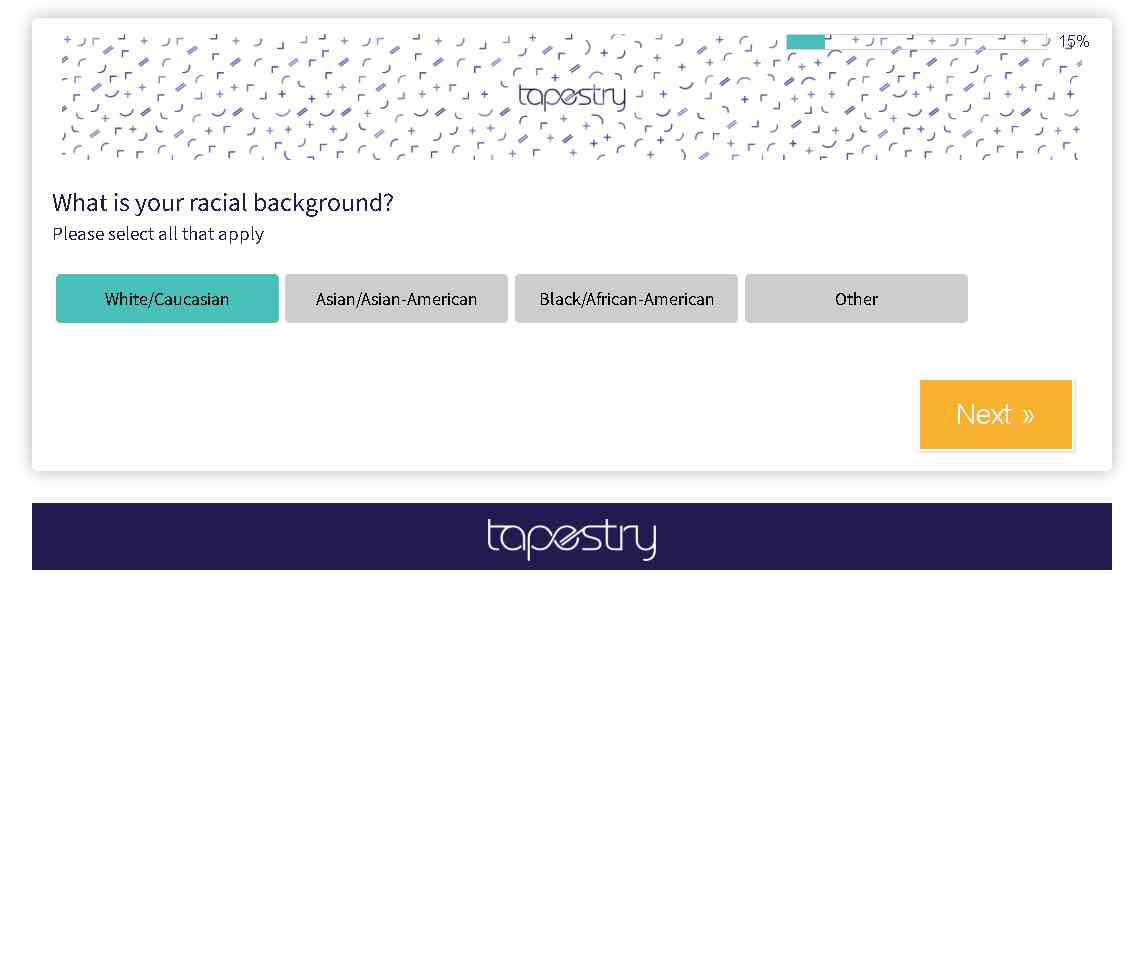 15%
tapestry
What is your racial background?
Please select all that apply
White/Caucasian
Asian/Asian-American
Black/African-American
Other
Next »
tapestry